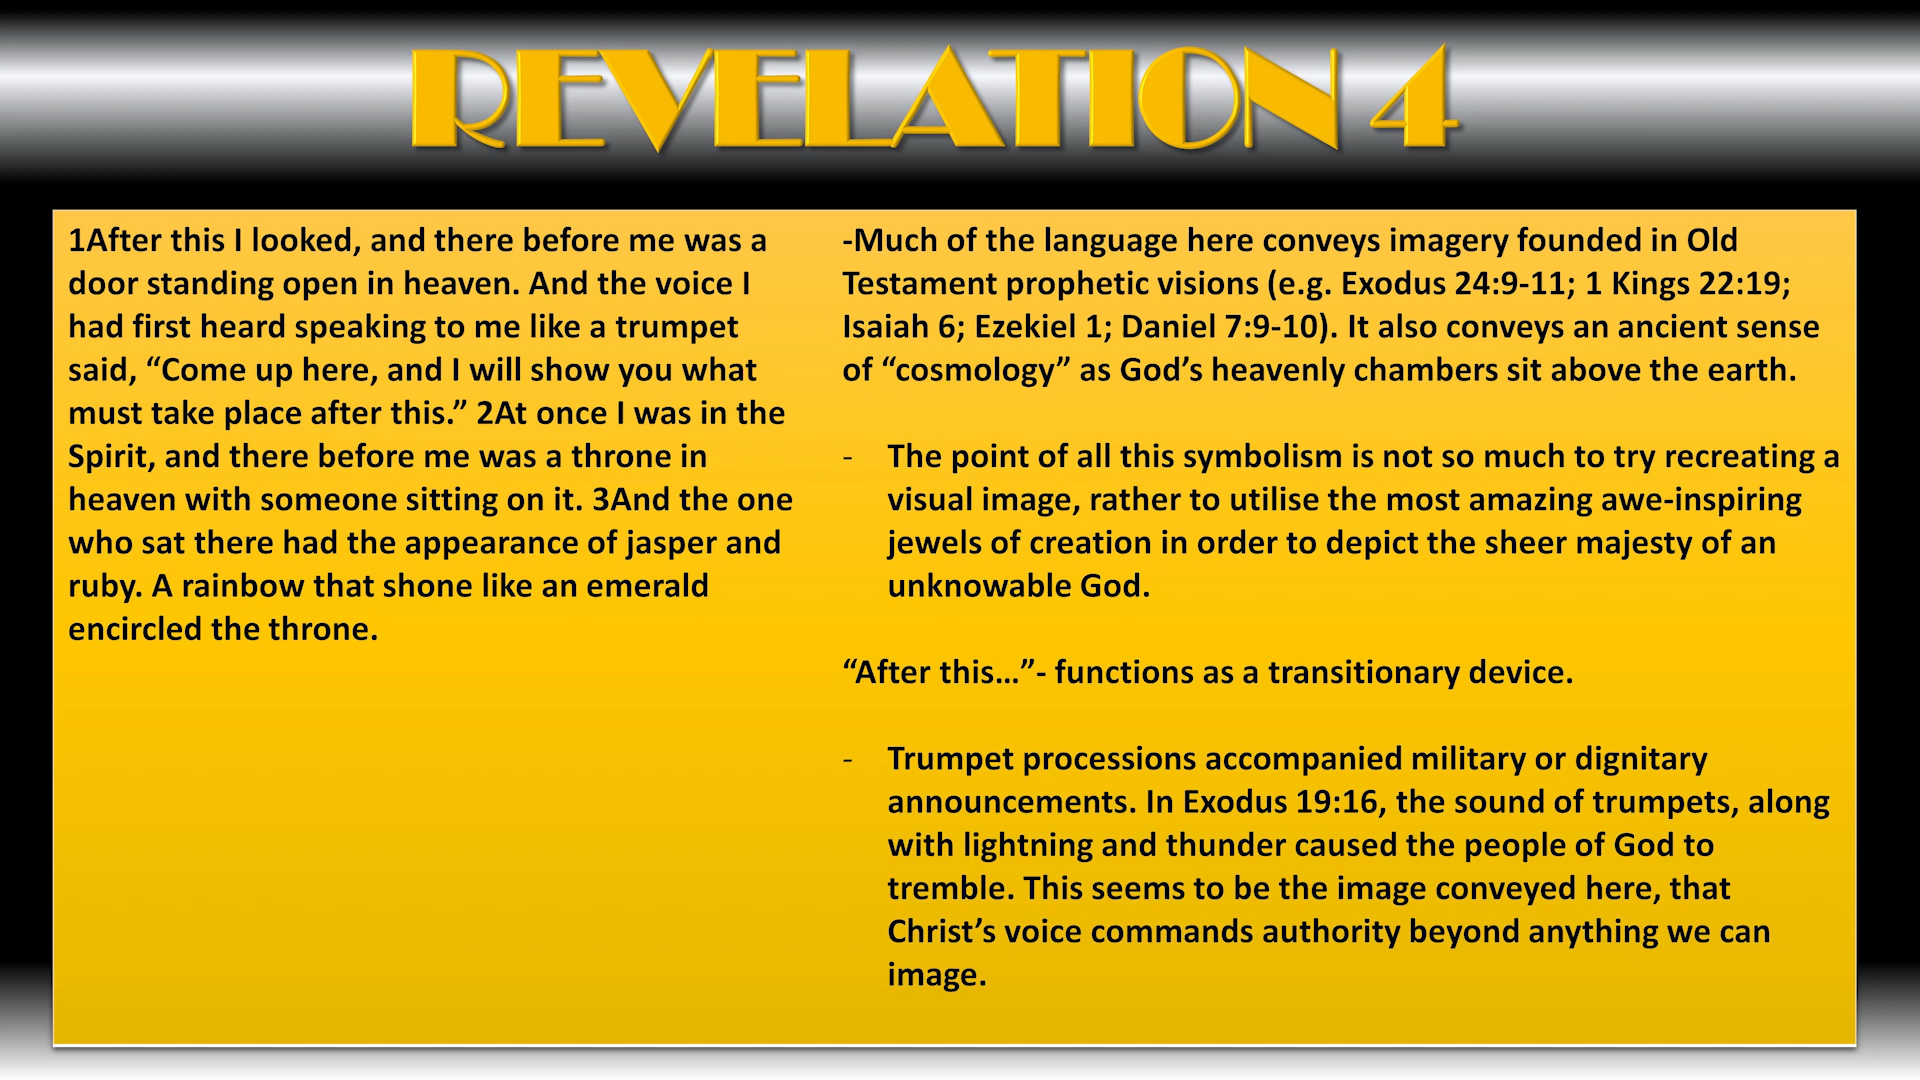 REVELATION 4
1After this I looked, and there before me was a
door standing open in heaven. And the voice I
had first heard speaking to me like a trumpet
said, “Come up here, and I will show you what
must take place after this.” 2At once I was in the
Spirit, and there before me was a throne in
heaven with someone sitting on it. 3And the one
who sat there had the appearance of jasper and
ruby. A rainbow that shone like an emerald
encircled the throne.
-Much of the language here conveys imagery founded in Old
Testament prophetic visions (e.g. Exodus 24:9-11; 1 Kings 22:19;
Isaiah 6; Ezekiel 1; Daniel 7:9-10). It also conveys an ancient sense
of “cosmology” as God’s heavenly chambers sit above the earth.
- The point of all this symbolism is not so much to try recreating a
visual image, rather to utilise the most amazing awe-inspiring
jewels of creation in order to depict the sheer majesty of an
unknowable God.
“After this…”- functions as a transitionary device.
- Trumpet processions accompanied military or dignitary
announcements. In Exodus 19:16, the sound of trumpets, along
with lightning and thunder caused the people of God to
tremble. This seems to be the image conveyed here, that
Christ’s voice commands authority beyond anything we can
image.